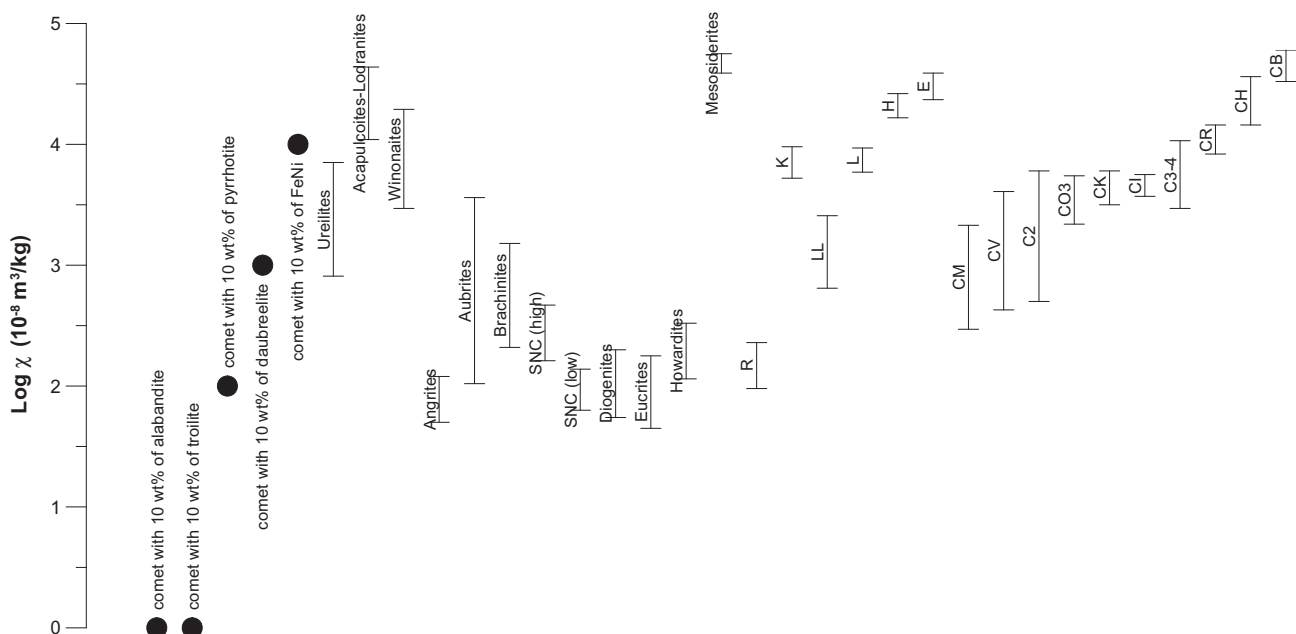 Log χ (10⁻⁸ m³/kg)
5
4
3
2
1
0
comet with 10 wt% of alabandite
comet with 10 wt% of troilite
comet with 10 wt% of pyrrhotite
comet with 10 wt% of daubreelite
comet with 10 wt% of FeNi
Ureilites
Acapulcoites-Lodranites
Winonaites
Angrites
Aubrites
Brachinites
SNC (high)
SNC (low)
Diogenites
Eucrites
Howardites
Mesosiderites
R
K
LL
L
H
E
CM
CV
C2
CO3
CK
CI
C3-4
CR
CH
CB